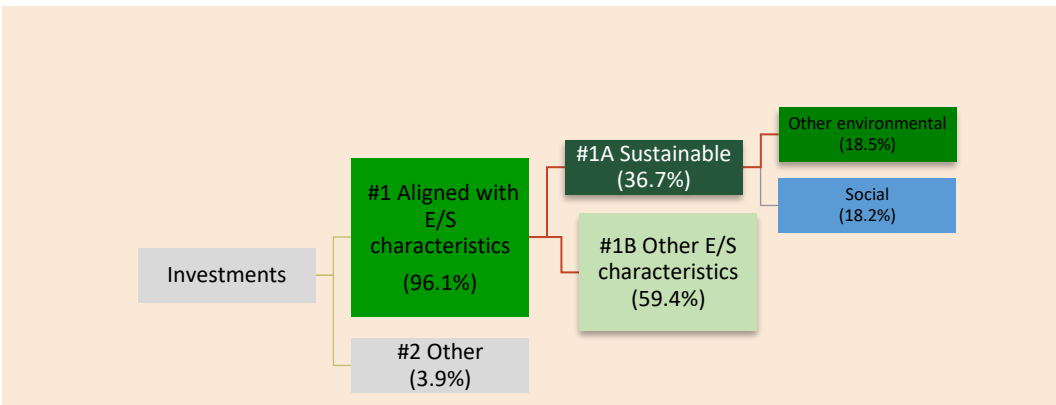 Investments
#1 Aligned with
E/S
characteristics
(96.1%)
#2 Other
(3.9%)
#1A Sustainable
(36.7%)
#1B Other E/S
characteristics
(59.4%)
Other environmental
(18.5%)
Social
(18.2%)